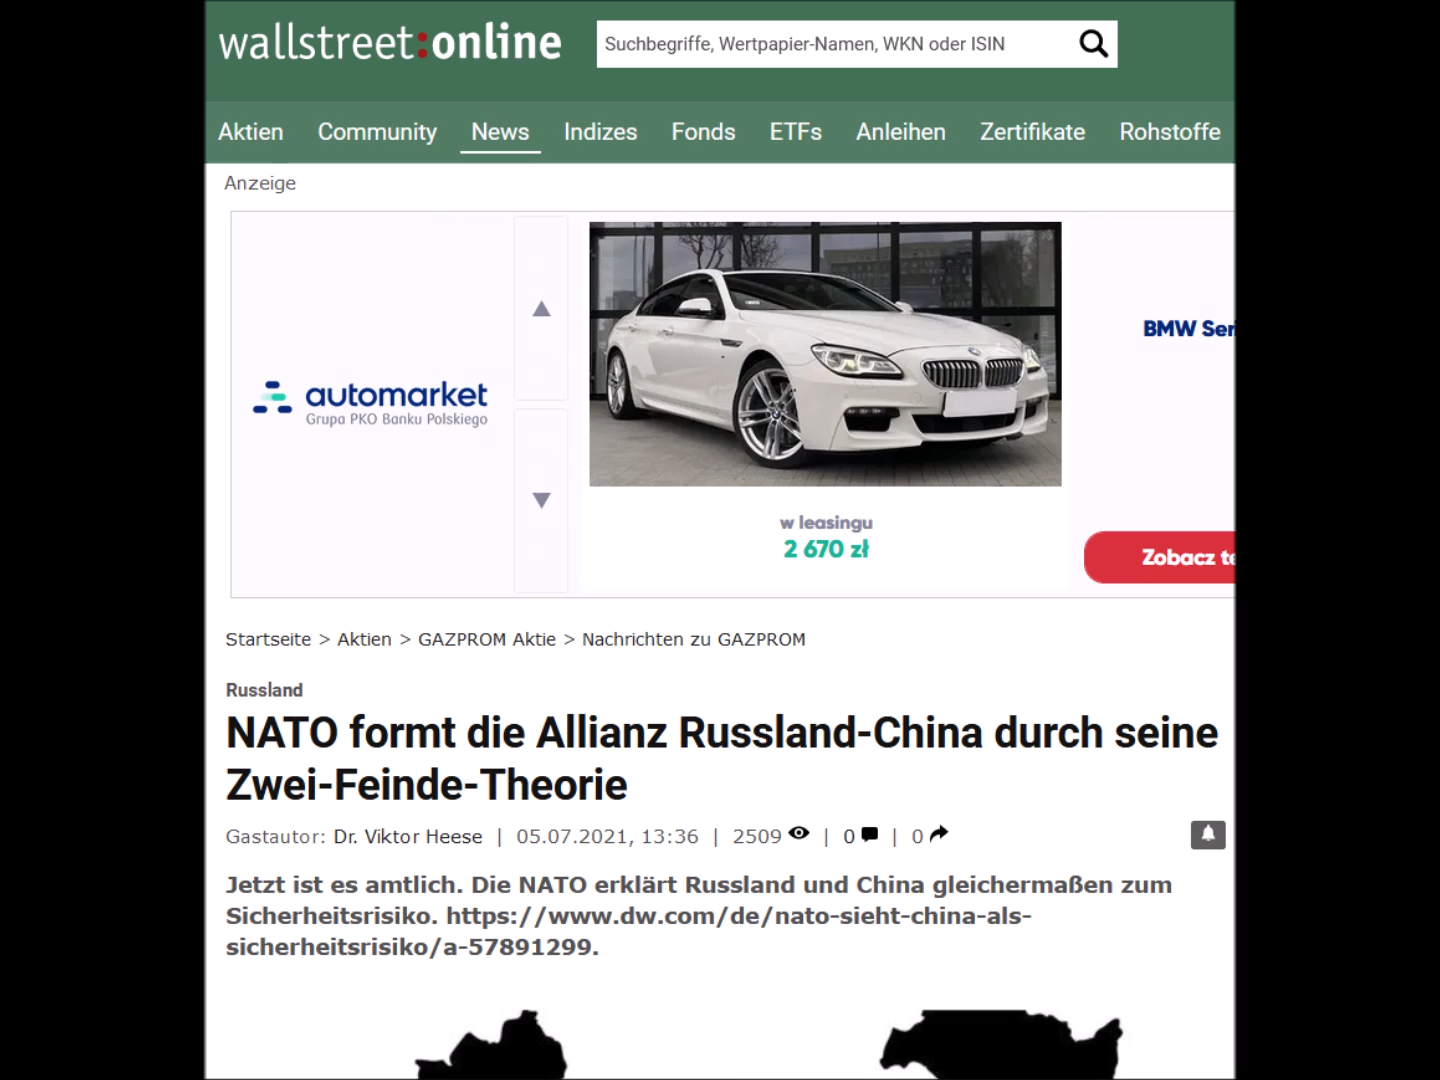 wallstreet:online
Suchbegriffe, Wertpapier-Namen, WKN oder ISIN
Aktien Community News Indizes Fonds ETFs Anleihen Zertifikate Rohstoffe
Anzeige
automarket
Grupa PKO Banku Polskiego
BMW Ser
w leasingu
2 670 zł
Zobacz te
Startseite > Aktien > GAZPROM Aktie > Nachrichten zu GAZPROM
Russland
NATO formt die Allianz Russland-China durch seine
Zwei-Feinde-Theorie
Gastautor: Dr. Viktor Heese | 05.07.2021, 13:36 | 2509 | 0 | 0
Jetzt ist es amtlich. Die NATO erklärt Russland und China gleichermaßen zum
Sicherheitsrisiko. https://www.dw.com/de/nato-sieht-china-als-
sicherheitsrisiko/a-57891299.